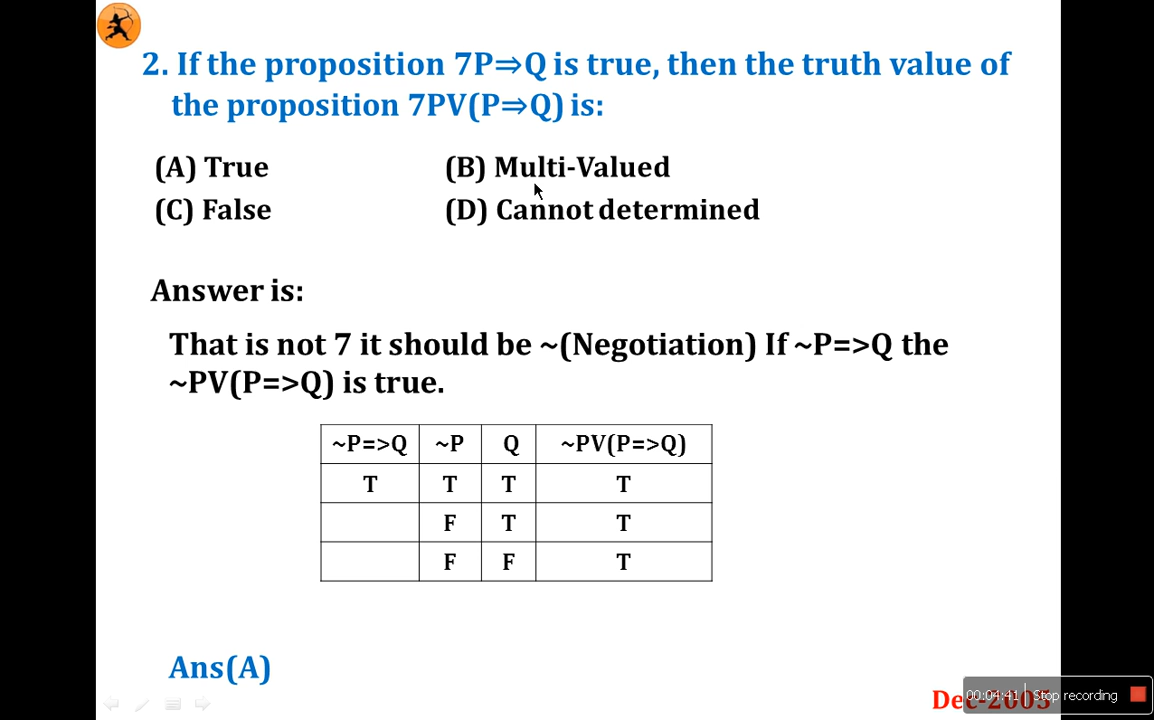 2. If the proposition 7P⇒Q is true, then the truth value of
the proposition 7PV(P⇒Q) is:
(A) True (B) Multi-Valued
(C) False (D) Cannot determined
Answer is:
That is not 7 it should be ~(Negotiation) If ~P=>Q the
~PV(P=>Q) is true.
~P=>Q ~P Q ~PV(P=>Q)
T T T T
F T T
F F T
Ans(A)
Dec-2005
00:04:41 Stop recording